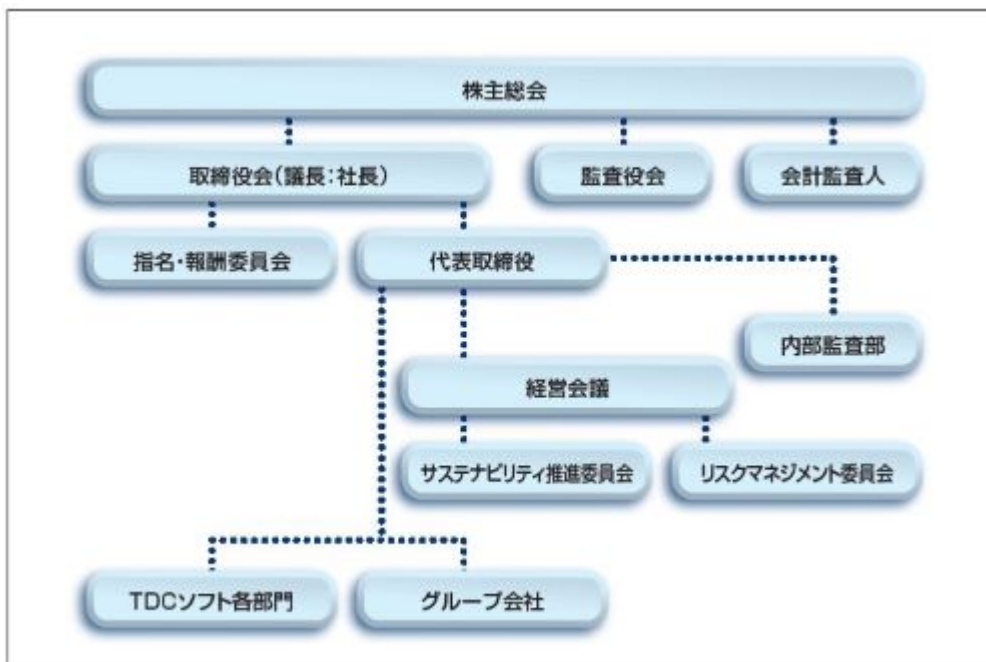 株主総会
取締役会(議長:社長)
監査役会
会計監査人
指名・報酬委員会
代表取締役
内部監査部
経営会議
サステナビリティ推進委員会
リスクマネジメント委員会
TDCソフト各部門
グループ会社